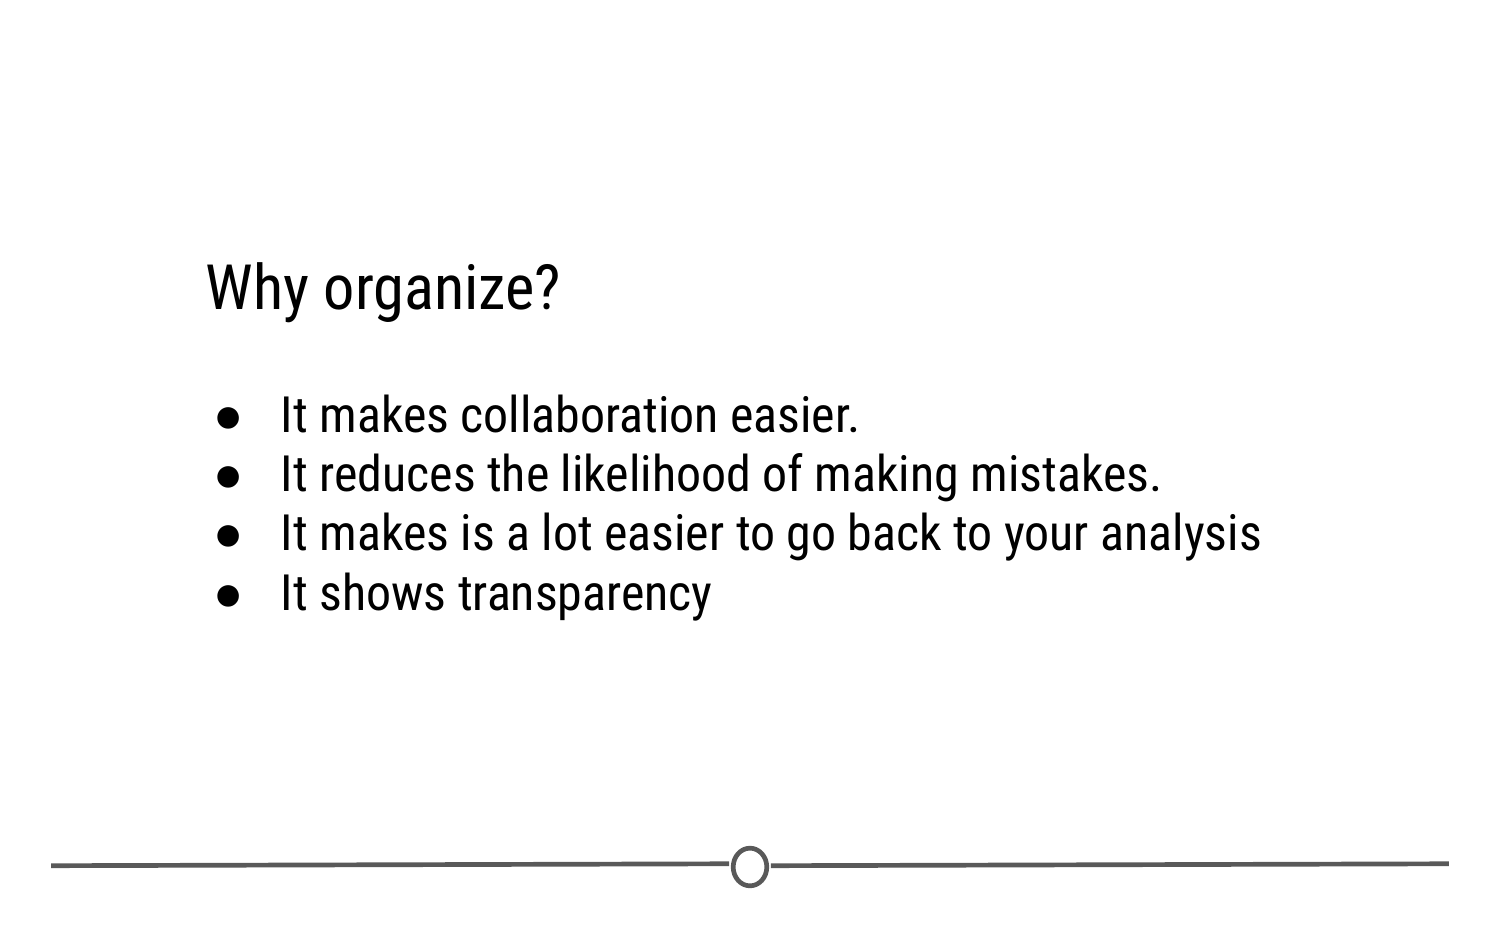 Why organize?
● It makes collaboration easier.
● It reduces the likelihood of making mistakes.
● It makes is a lot easier to go back to your analysis
● It shows transparency